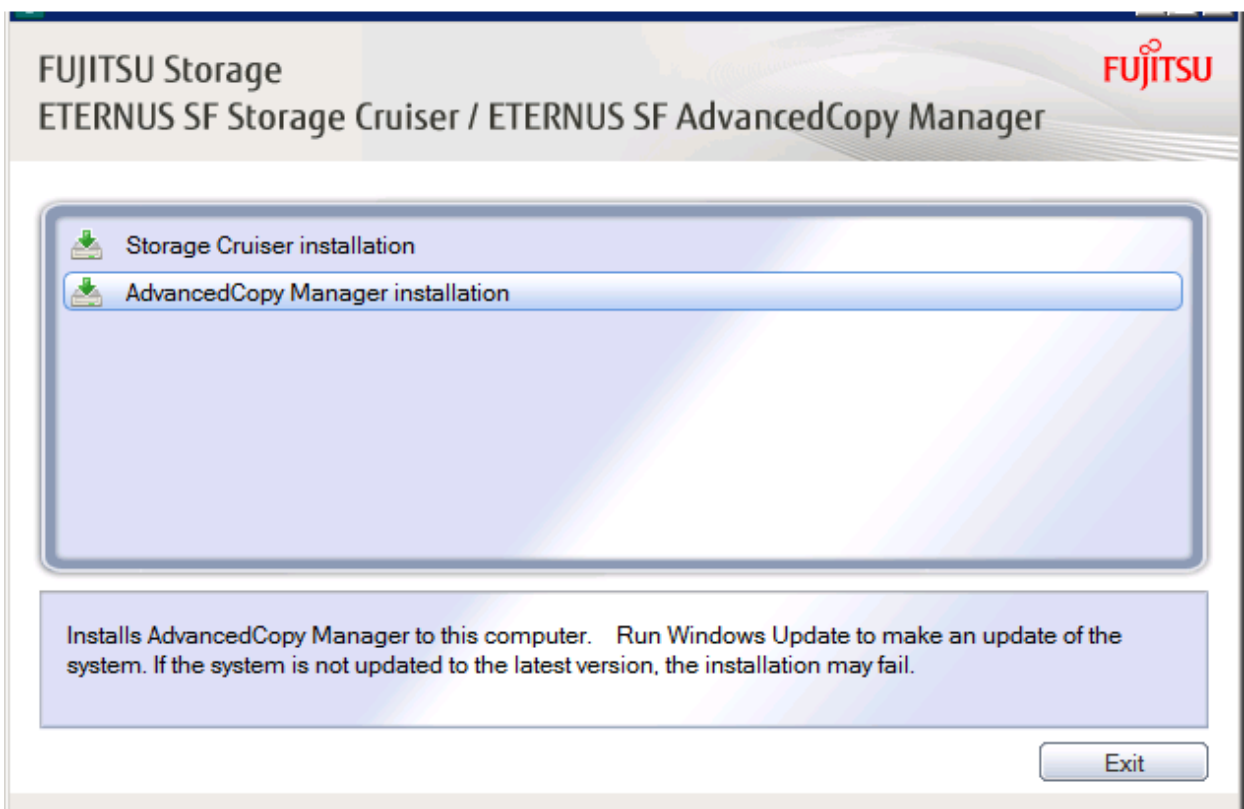 FUJITSU Storage
FUJITSU
ETERNUS SF Storage Cruiser / ETERNUS SF AdvancedCopy Manager
Storage Cruiser installation
AdvancedCopy Manager installation
Installs AdvancedCopy Manager to this computer. Run Windows Update to make an update of the
system. If the system is not updated to the latest version, the installation may fail.
Exit